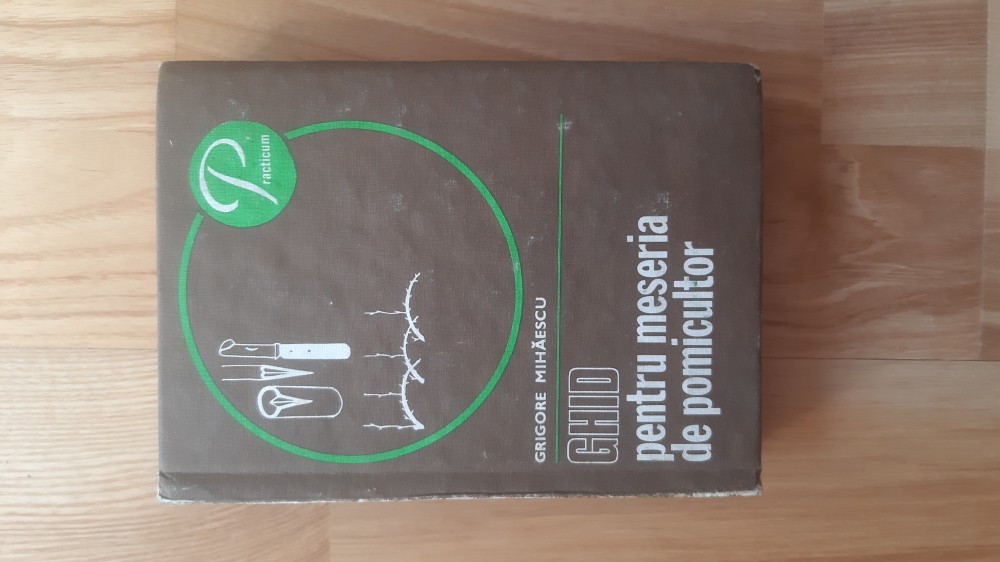 Practicum
GRIGORE MIHĂESCU
GHID
pentru meseria
de pomicultor